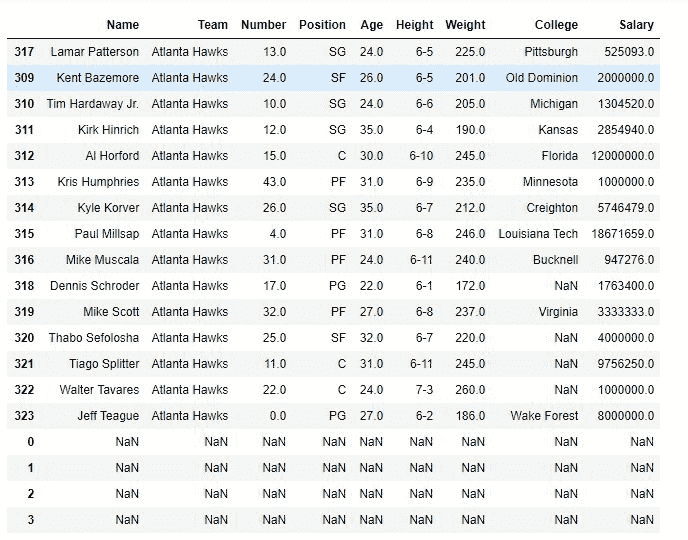 Name Team Number Position Age Height Weight College Salary
317 Lamar Patterson Atlanta Hawks 13.0 SG 24.0 6-5 225.0 Pittsburgh 525093.0
309 Kent Bazemore Atlanta Hawks 24.0 SF 26.0 6-5 201.0 Old Dominion 2000000.0
310 Tim Hardaway Jr. Atlanta Hawks 10.0 SG 24.0 6-6 205.0 Michigan 1304520.0
311 Kirk Hinrich Atlanta Hawks 12.0 SG 35.0 6-4 190.0 Kansas 2854940.0
312 Al Horford Atlanta Hawks 15.0 C 30.0 6-10 245.0 Florida 12000000.0
313 Kris Humphries Atlanta Hawks 43.0 PF 31.0 6-9 235.0 Minnesota 1000000.0
314 Kyle Korver Atlanta Hawks 26.0 SG 35.0 6-7 212.0 Creighton 5746479.0
315 Paul Millsap Atlanta Hawks 4.0 PF 31.0 6-8 246.0 Louisiana Tech 18671659.0
316 Mike Muscala Atlanta Hawks 31.0 PF 24.0 6-11 240.0 Bucknell 947276.0
318 Dennis Schroder Atlanta Hawks 17.0 PG 22.0 6-1 172.0 NaN 1763400.0
319 Mike Scott Atlanta Hawks 32.0 PF 27.0 6-8 237.0 Virginia 3333333.0
320 Thabo Sefolosha Atlanta Hawks 25.0 SF 32.0 6-7 220.0 NaN 4000000.0
321 Tiago Splitter Atlanta Hawks 11.0 C 31.0 6-11 245.0 NaN 9756250.0
322 Walter Tavares Atlanta Hawks 22.0 C 24.0 7-3 260.0 NaN 1000000.0
323 Jeff Teague Atlanta Hawks 0.0 PG 27.0 6-2 186.0 Wake Forest 8000000.0
0 NaN NaN NaN NaN NaN NaN NaN NaN NaN
1 NaN NaN NaN NaN NaN NaN NaN NaN NaN
2 NaN NaN NaN NaN NaN NaN NaN NaN NaN
3 NaN NaN NaN NaN NaN NaN NaN NaN NaN